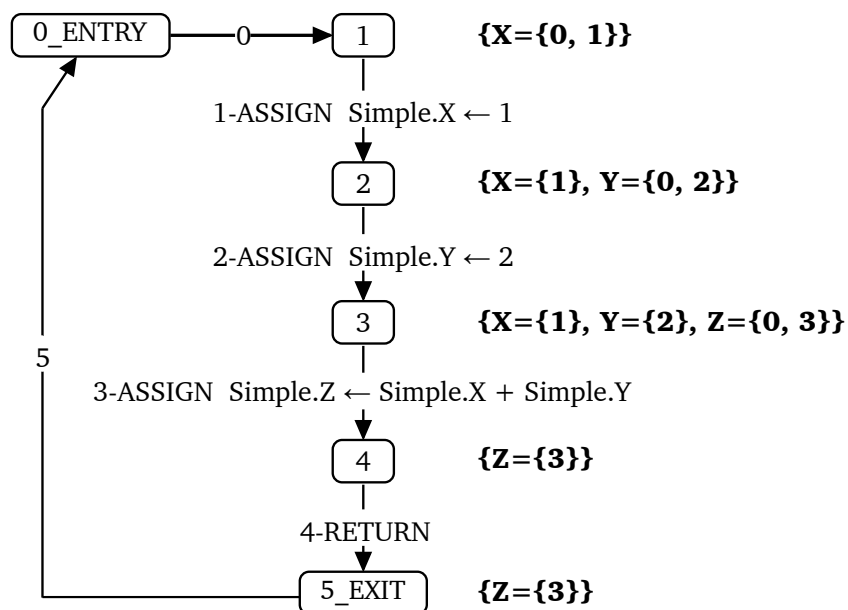 0_ENTRY 0 1 {X={0, 1}}
1-ASSIGN Simple.X ← 1
2 {X={1}, Y={0, 2}}
2-ASSIGN Simple.Y ← 2
3 {X={1}, Y={2}, Z={0, 3}}
5
3-ASSIGN Simple.Z ← Simple.X + Simple.Y
4 {Z={3}}
4-RETURN
5_EXIT {Z={3}}